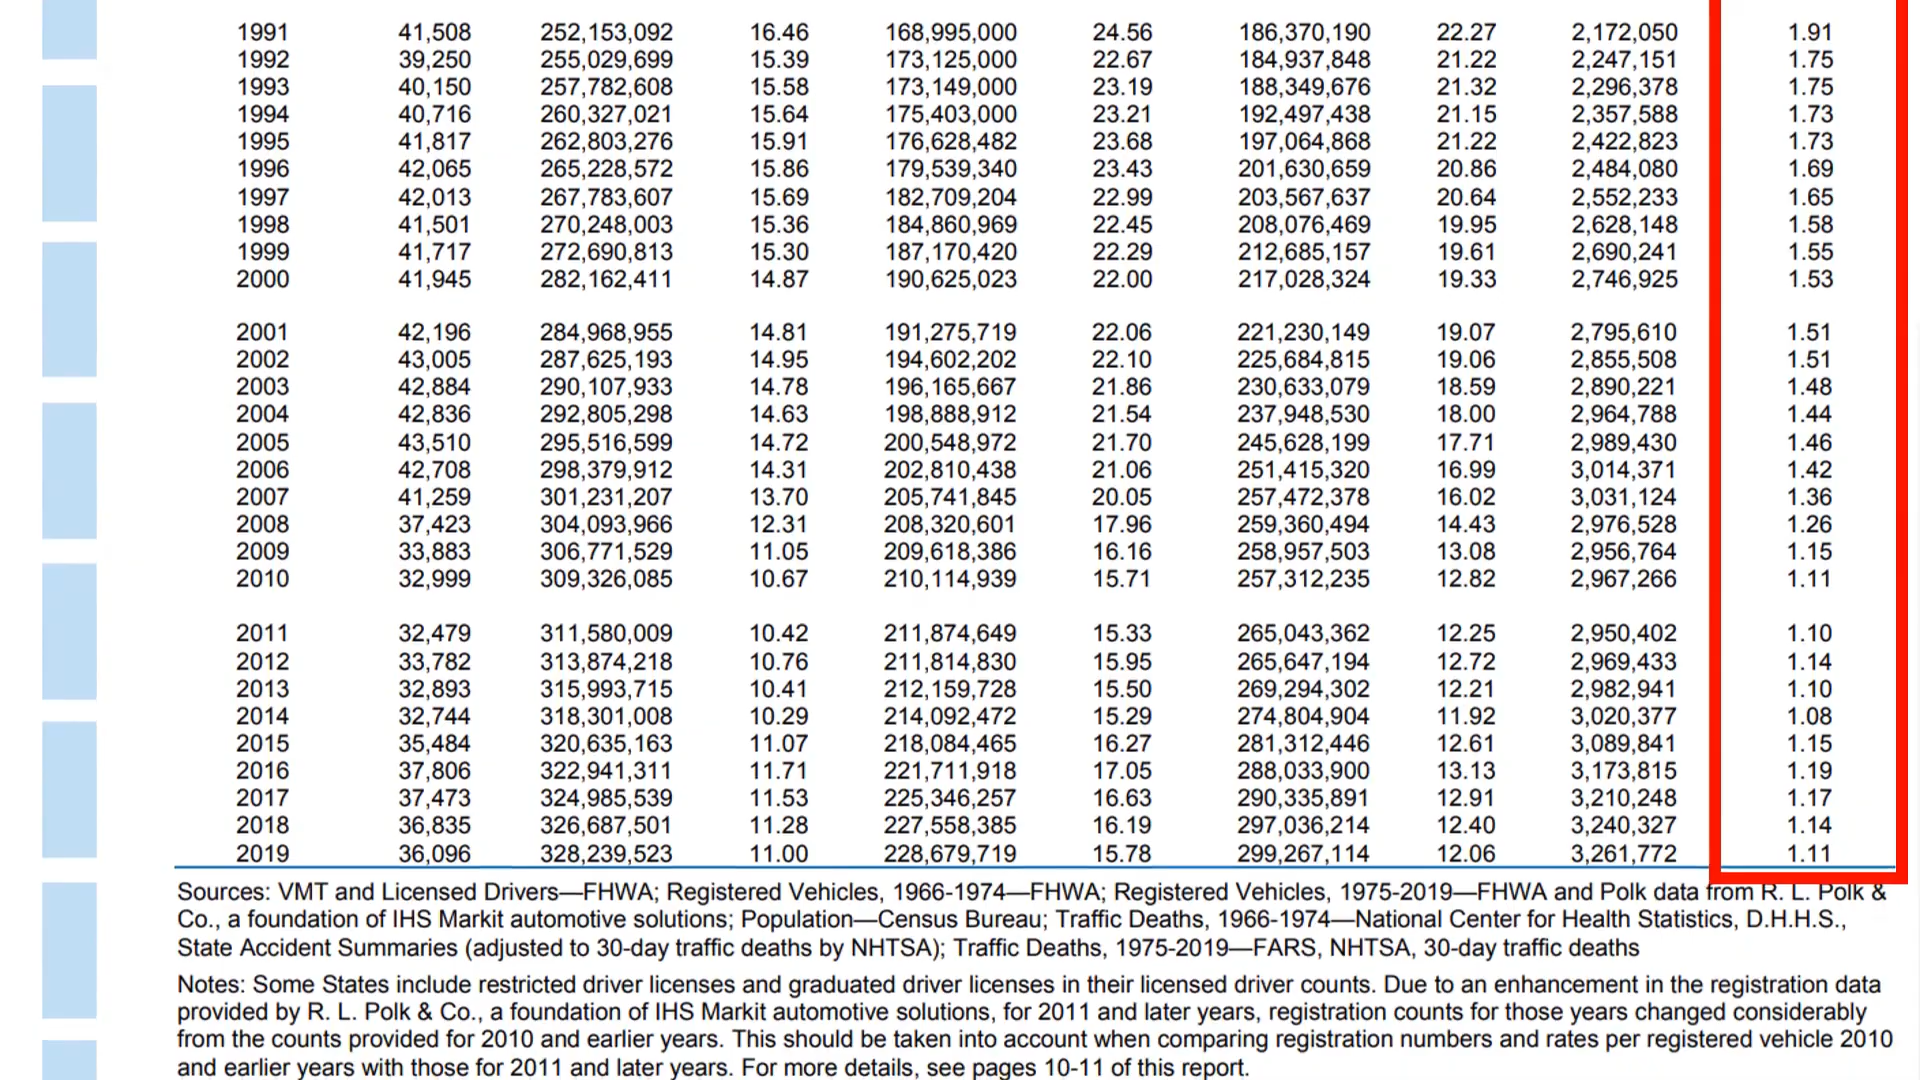 1991 41,508 252,153,092 16.46 168,995,000 24.56 186,370,190 22.27 2,172,050 1.91
1992 39,250 255,029,699 15.39 173,125,000 22.67 184,937,848 21.22 2,247,151 1.75
1993 40,150 257,782,608 15.58 173,149,000 23.19 188,349,676 21.32 2,296,378 1.75
1994 40,716 260,327,021 15.64 175,403,000 23.21 192,497,438 21.15 2,357,588 1.73
1995 41,817 262,803,276 15.91 176,628,482 23.68 197,064,868 21.22 2,422,823 1.73
1996 42,065 265,228,572 15.86 179,539,340 23.43 201,630,659 20.86 2,484,080 1.69
1997 42,013 267,783,607 15.69 182,709,204 22.99 203,567,637 20.64 2,552,233 1.65
1998 41,501 270,248,003 15.36 184,860,969 22.45 208,076,469 19.95 2,628,148 1.58
1999 41,717 272,690,813 15.30 187,170,420 22.29 212,685,157 19.61 2,690,241 1.55
2000 41,945 282,162,411 14.87 190,625,023 22.00 217,028,324 19.33 2,746,925 1.53
2001 42,196 284,968,955 14.81 191,275,719 22.06 221,230,149 19.07 2,795,610 1.51
2002 43,005 287,625,193 14.95 194,602,202 22.10 225,684,815 19.06 2,855,508 1.51
2003 42,884 290,107,933 14.78 196,165,667 21.86 230,633,079 18.59 2,890,221 1.48
2004 42,836 292,805,298 14.63 198,888,912 21.54 237,948,530 18.00 2,964,788 1.44
2005 43,510 295,516,599 14.72 200,548,972 21.70 245,628,199 17.71 2,989,430 1.46
2006 42,708 298,379,912 14.31 202,810,438 21.06 251,415,320 16.99 3,014,371 1.42
2007 41,259 301,231,207 13.70 205,741,845 20.05 257,472,378 16.02 3,031,124 1.36
2008 37,423 304,093,966 12.31 208,320,601 17.96 259,360,494 14.43 2,976,528 1.26
2009 33,883 306,771,529 11.05 209,618,386 16.16 258,957,503 13.08 2,956,764 1.15
2010 32,999 309,326,085 10.67 210,114,939 15.71 257,312,235 12.82 2,967,266 1.11
2011 32,479 311,580,009 10.42 211,874,649 15.33 265,043,362 12.25 2,950,402 1.10
2012 33,782 313,874,218 10.76 211,814,830 15.95 265,647,194 12.72 2,969,433 1.14
2013 32,893 315,993,715 10.41 212,159,728 15.50 269,294,302 12.21 2,982,941 1.10
2014 32,744 318,301,008 10.29 214,092,472 15.29 274,804,904 11.92 3,020,377 1.08
2015 35,484 320,635,163 11.07 218,084,465 16.27 281,312,446 12.61 3,089,841 1.15
2016 37,806 322,941,311 11.71 221,711,918 17.05 288,033,900 13.13 3,173,815 1.19
2017 37,473 324,985,539 11.53 225,346,257 16.63 290,335,891 12.91 3,210,248 1.17
2018 36,835 326,687,501 11.28 227,558,385 16.19 297,036,214 12.40 3,240,327 1.14
2019 36,096 328,239,523 11.00 228,679,719 15.78 299,267,114 12.06 3,261,772 1.11
Sources: VMT and Licensed Drivers—FHWA; Registered Vehicles, 1966-1974—FHWA; Registered Vehicles, 1975-2019—FHWA and Polk data from R. L. Polk &
Co., a foundation of IHS Markit automotive solutions; Population—Census Bureau; Traffic Deaths, 1966-1974—National Center for Health Statistics, D.H.H.S.,
State Accident Summaries (adjusted to 30-day traffic deaths by NHTSA); Traffic Deaths, 1975-2019—FARS, NHTSA, 30-day traffic deaths
Notes: Some States include restricted driver licenses and graduated driver licenses in their licensed driver counts. Due to an enhancement in the registration data
provided by R. L. Polk & Co., a foundation of IHS Markit automotive solutions, for 2011 and later years, registration counts for those years changed considerably
from the counts provided for 2010 and earlier years. This should be taken into account when comparing registration numbers and rates per registered vehicle 2010
and earlier years with those for 2011 and later years. For more details, see pages 10-11 of this report.